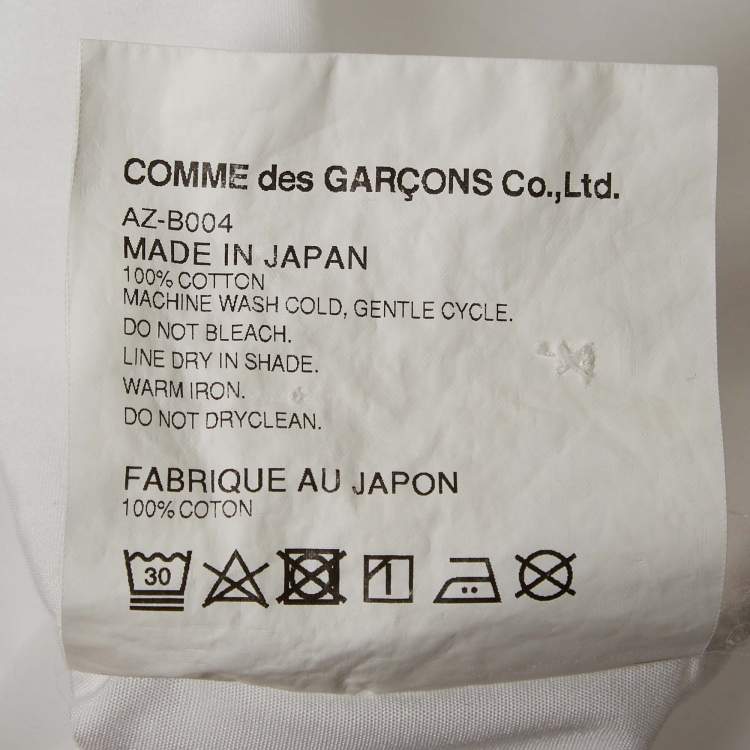 COMME des GARÇONS Co.,Ltd.
AZ-B004
MADE IN JAPAN
100% COTTON
MACHINE WASH COLD, GENTLE CYCLE.
DO NOT BLEACH.
LINE DRY IN SHADE.
WARM IRON.
DO NOT DRYCLEAN.
FABRIQUE AU JAPON
100% COTON
30